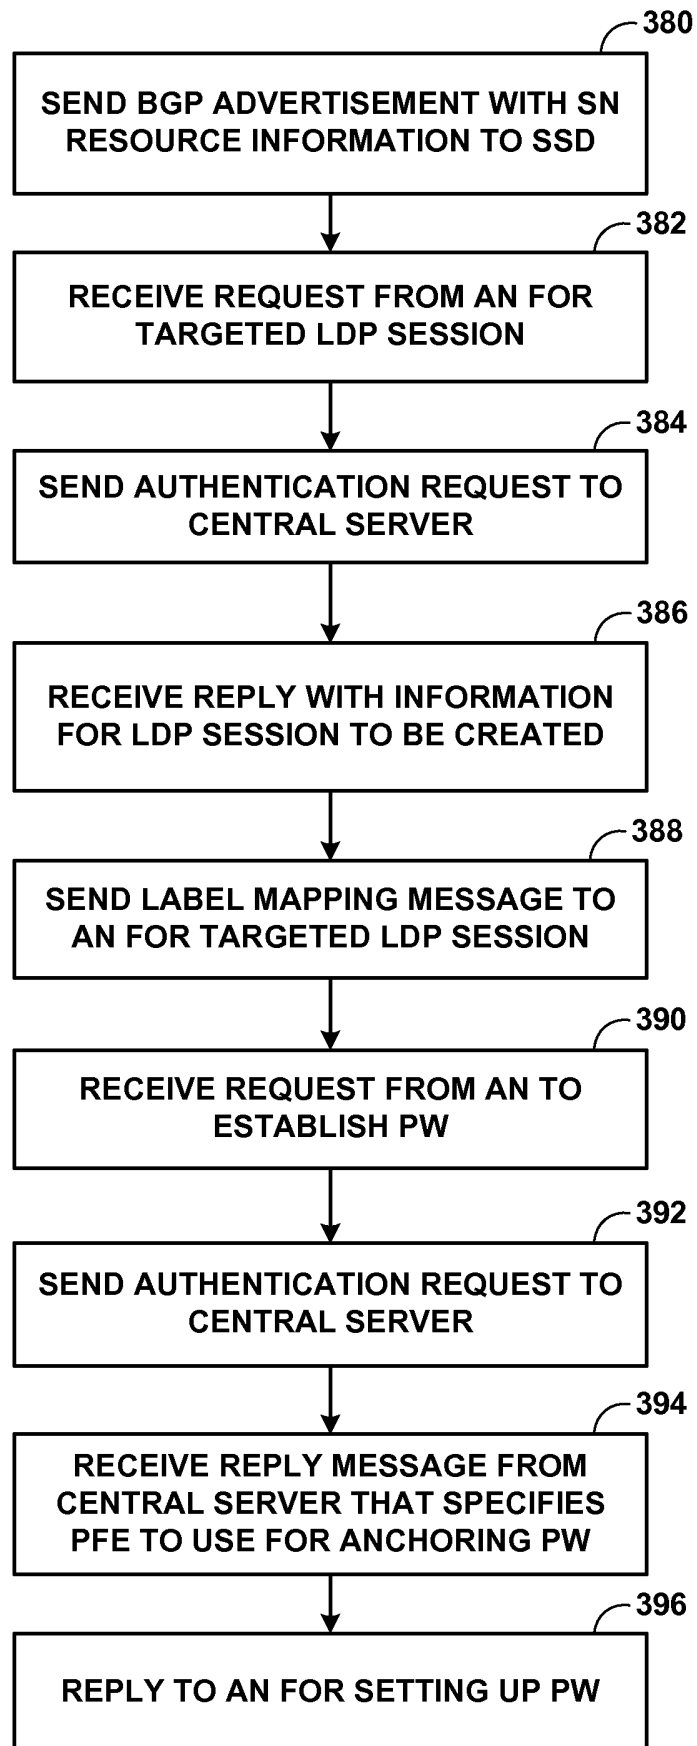 380
SEND BGP ADVERTISEMENT WITH SN
RESOURCE INFORMATION TO SSD
382
RECEIVE REQUEST FROM AN FOR
TARGETED LDP SESSION
384
SEND AUTHENTICATION REQUEST TO
CENTRAL SERVER
386
RECEIVE REPLY WITH INFORMATION
FOR LDP SESSION TO BE CREATED
388
SEND LABEL MAPPING MESSAGE TO
AN FOR TARGETED LDP SESSION
390
RECEIVE REQUEST FROM AN TO
ESTABLISH PW
392
SEND AUTHENTICATION REQUEST TO
CENTRAL SERVER
394
RECEIVE REPLY MESSAGE FROM
CENTRAL SERVER THAT SPECIFIES
PFE TO USE FOR ANCHORING PW
396
REPLY TO AN FOR SETTING UP PW